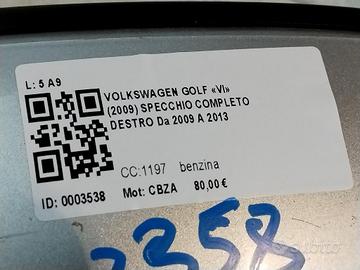 L: 5 A9
VOLKSWAGEN GOLF «VI»
(2009) SPECCHIO COMPLETO
DESTRO Da 2009 A 2013
CC:1197 benzina
ID: 0003538 Mot: CBZA 80,00 €